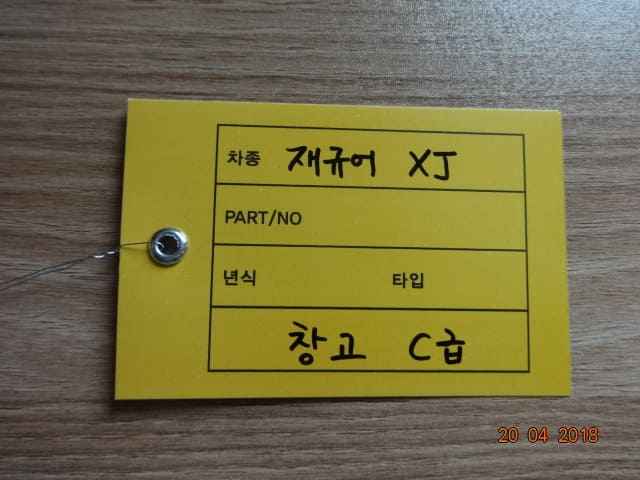 차종 재규어 XJ
PART/NO
년식 타입
창고 C급
20 04 2018